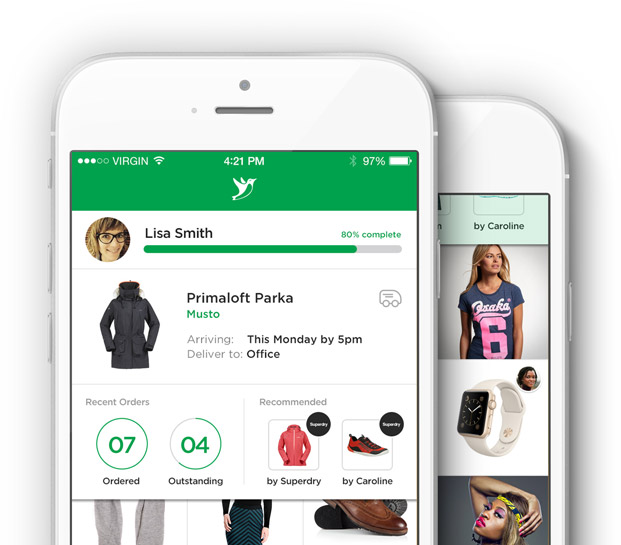 VIRGIN
4:21 PM
97%
Lisa Smith
80% complete
Primaloft Parka
Musto
Arriving: This Monday by 5pm
Deliver to: Office
Recent Orders
07
Ordered
04
Outstanding
Recommended
Superdry
by Superdry
Superdry
by Caroline
n
by Caroline
Osaka
6